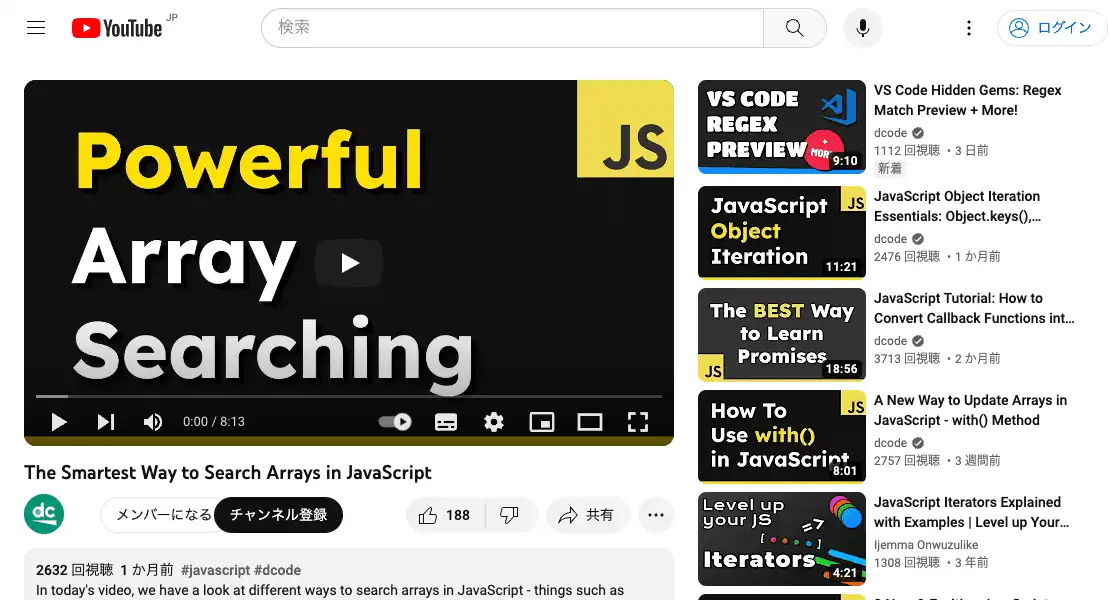 YouTube JP
検索
ログイン
Powerful
Array
Searching
JS
0:00 / 8:13
The Smartest Way to Search Arrays in JavaScript
dc
メンバーになる
チャンネル登録
188
共有
2632 回視聴 1 か月前 #javascript #dcode
In today's video, we have a look at different ways to search arrays in JavaScript - things such as
VS CODE
REGEX
PREVIEW
MORE
9:10
VS Code Hidden Gems: Regex
Match Preview + More!
dcode
1112 回視聴 ・3 日前
新着
JavaScript
Object
Iteration
JS
11:21
JavaScript Object Iteration
Essentials: Object.keys(),...
dcode
2476 回視聴 ・1 か月前
The BEST Way
to Learn
Promises
JS
18:56
JavaScript Tutorial: How to
Convert Callback Functions int...
dcode
3713 回視聴 ・2 か月前
How To
Use with()
in JavaScript
JS
8:01
A New Way to Update Arrays in
JavaScript - with() Method
dcode
2757 回視聴 ・3 週間前
Level up
your JS
[ ]
Iterators
4:21
JavaScript Iterators Explained
with Examples | Level up Your...
Ijemma Onwuzulike
1308 回視聴 ・3 年前